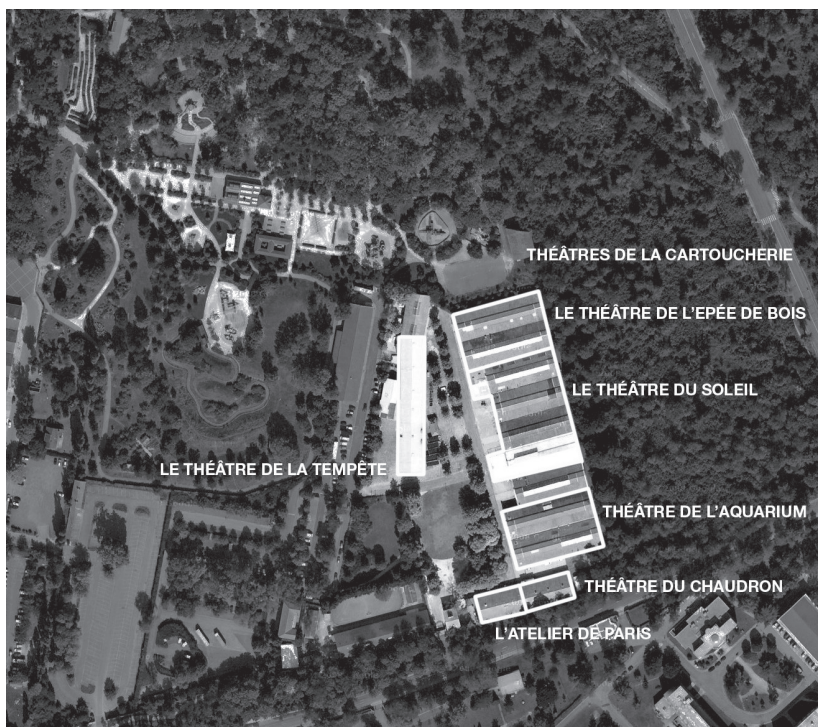 THÉÂTRES DE LA CARTOUCHERIE
LE THÉÂTRE DE L'EPÉE DE BOIS
LE THÉÂTRE DU SOLEIL
LE THÉÂTRE DE LA TEMPÊTE
THÉÂTRE DE L'AQUARIUM
THÉÂTRE DU CHAUDRON
L'ATELIER DE PARIS